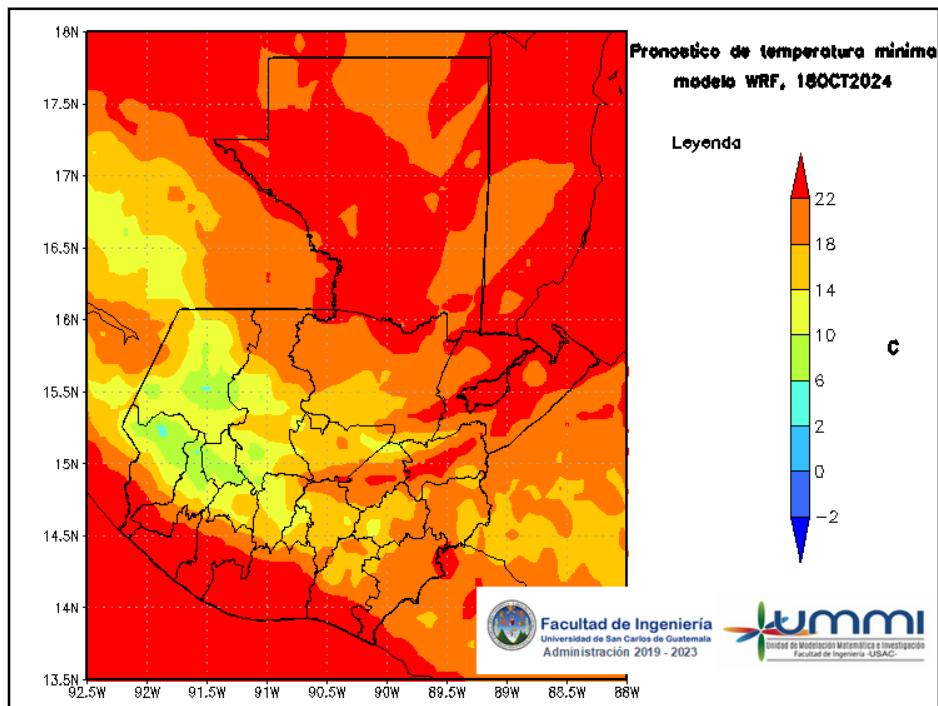 Pronostico de temperatura minima
modelo WRF, 18OCT2024
Leyenda
22
18
14
10
6
2
0
−2
C
18N
17.5N
17N
16.5N
16N
15.5N
15N
14.5N
14N
13.5N
92.5W
92W
91.5W
91W
90.5W
90W
89.5W
89W
88.5W
88W
Facultad de Ingeniería
Universidad de San Carlos de Guatemala
Administración 2019 - 2023
ummi
Unidad de Modelación Matemática e Investigación
Facultad de Ingeniería -USAC-